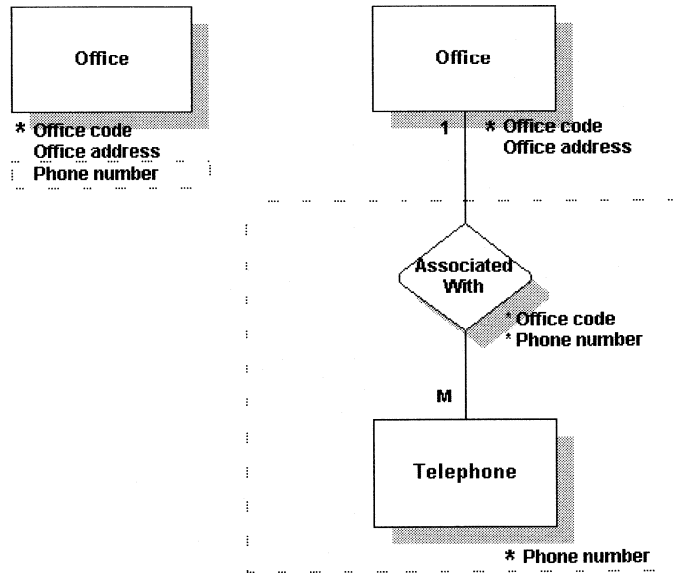 Office
* Office code
Office address
Phone number
Office
1
* Office code
Office address
Associated
With
* Office code
* Phone number
M
Telephone
* Phone number